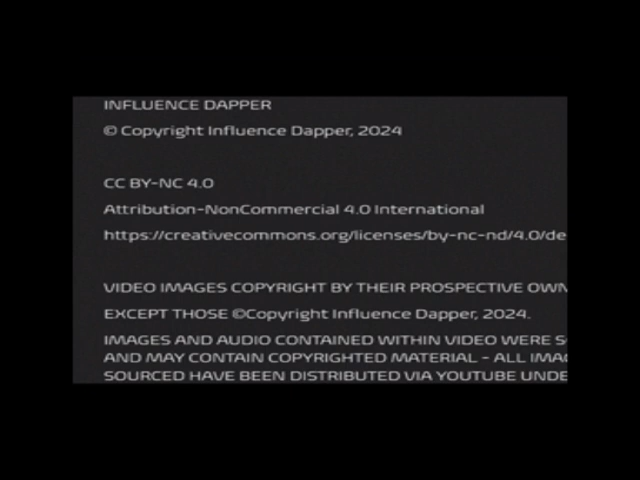 INFLUENCE DAPPER
© Copyright Influence Dapper, 2024
CC BY-NC 4.0
Attribution-NonCommercial 4.0 International
https://creativecommons.org/licenses/by-nc-nd/4.0/de
VIDEO IMAGES COPYRIGHT BY THEIR PROSPECTIVE OWN
EXCEPT THOSE ©Copyright Influence Dapper, 2024.
IMAGES AND AUDIO CONTAINED WITHIN VIDEO WERE S
AND MAY CONTAIN COPYRIGHTED MATERIAL - ALL IMA
SOURCED HAVE BEEN DISTRIBUTED VIA YOUTUBE UNDE